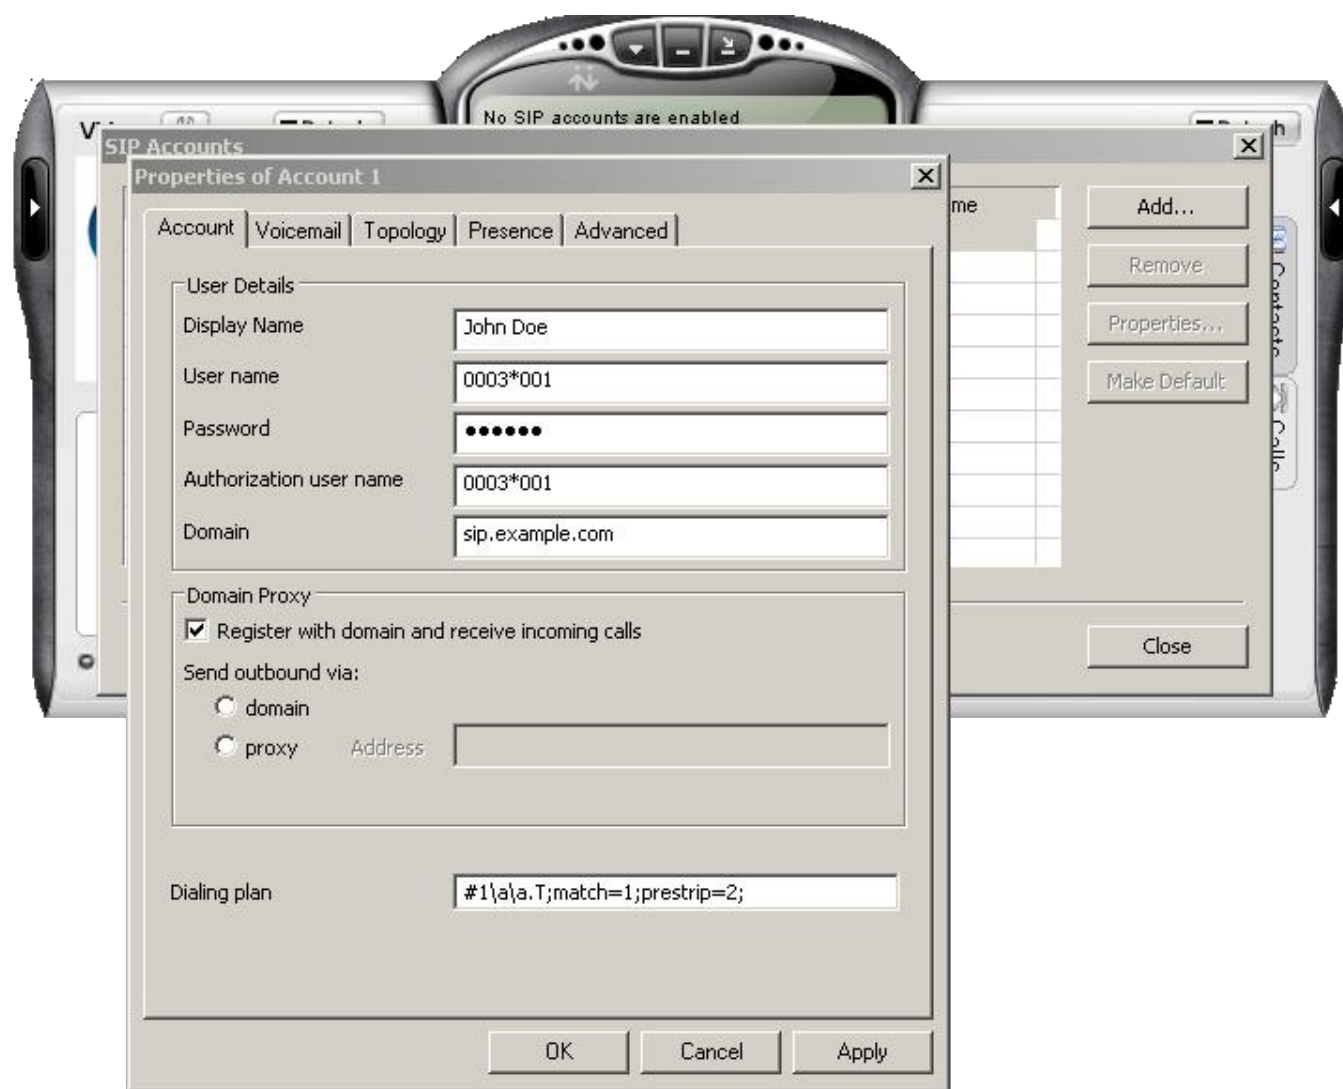 No SIP accounts are enabled
SIP Accounts
Properties of Account 1
Account
Voicemail
Topology
Presence
Advanced
User Details
Display Name
John Doe
User name
0003*001
Password
●●●●●●
Authorization user name
0003*001
Domain
sip.example.com
Domain Proxy
Register with domain and receive incoming calls
Send outbound via:
domain
proxy
Address
Dialing plan
#1\a\a.T;match=1;prestrip=2;
OK
Cancel
Apply
me
Add...
Remove
Properties...
Make Default
Close
Contacts
Calls